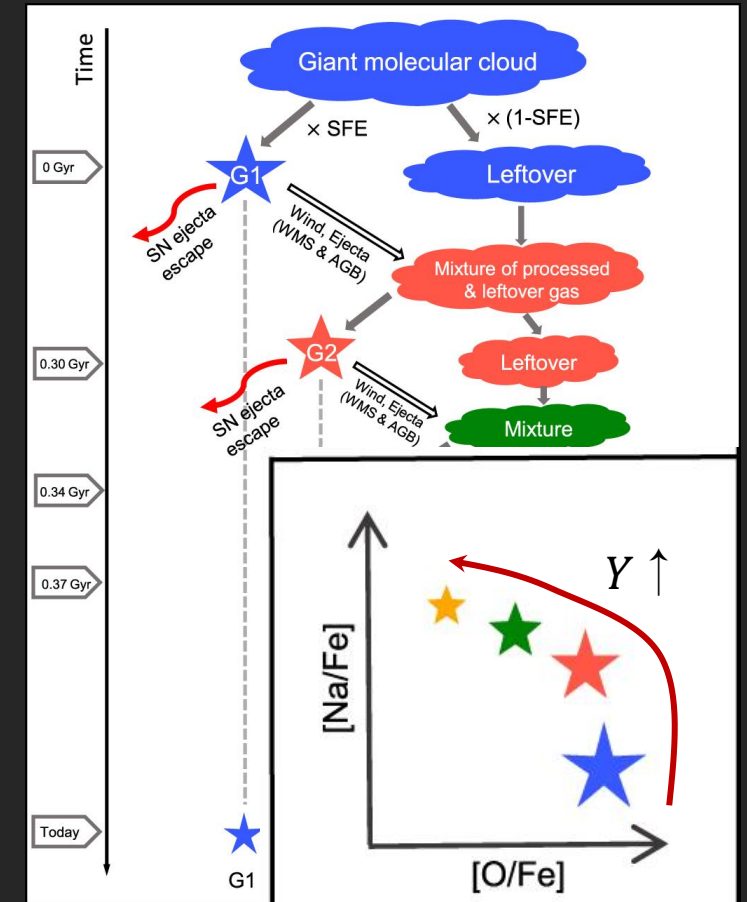 Time
Giant molecular cloud
× SFE
× (1-SFE)
0 Gyr
G1
Leftover
SN ejecta
escape
Wind, Ejecta
(WMS & AGB)
Mixture of processed
& leftover gas
0.30 Gyr
G2
Leftover
SN ejecta
escape
Wind, Ejecta
(WMS & AGB)
Mixture
0.34 Gyr
0.37 Gyr
Y ↑
[Na/Fe]
[O/Fe]
Today
G1